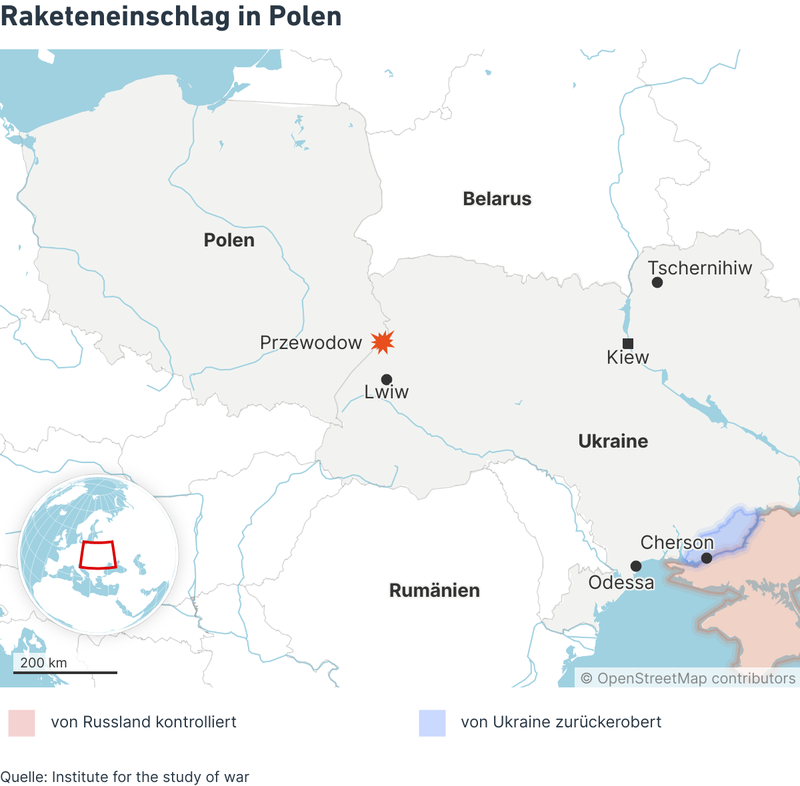 Raketeneinschlag in Polen
Belarus
Polen
Tschernihiw
Przewodow
Kiew
Lwiw
Ukraine
Cherson
Odessa
Rumänien
200 km
© OpenStreetMap contributors
von Russland kontrolliert
von Ukraine zurückerobert
Quelle: Institute for the study of war